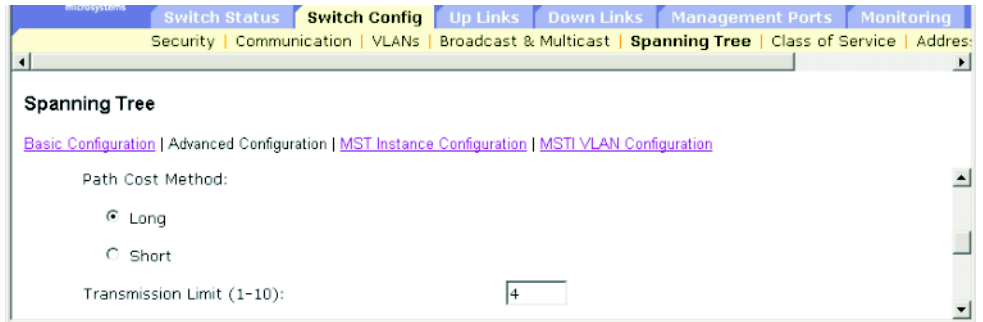 microsystems
Switch Status Switch Config Up Links Down Links Management Ports Monitoring
Security | Communication | VLANs | Broadcast & Multicast | Spanning Tree | Class of Service | Addres
Spanning Tree
Basic Configuration | Advanced Configuration | MST Instance Configuration | MSTI VLAN Configuration
Path Cost Method:
Long
Short
Transmission Limit (1-10): 4